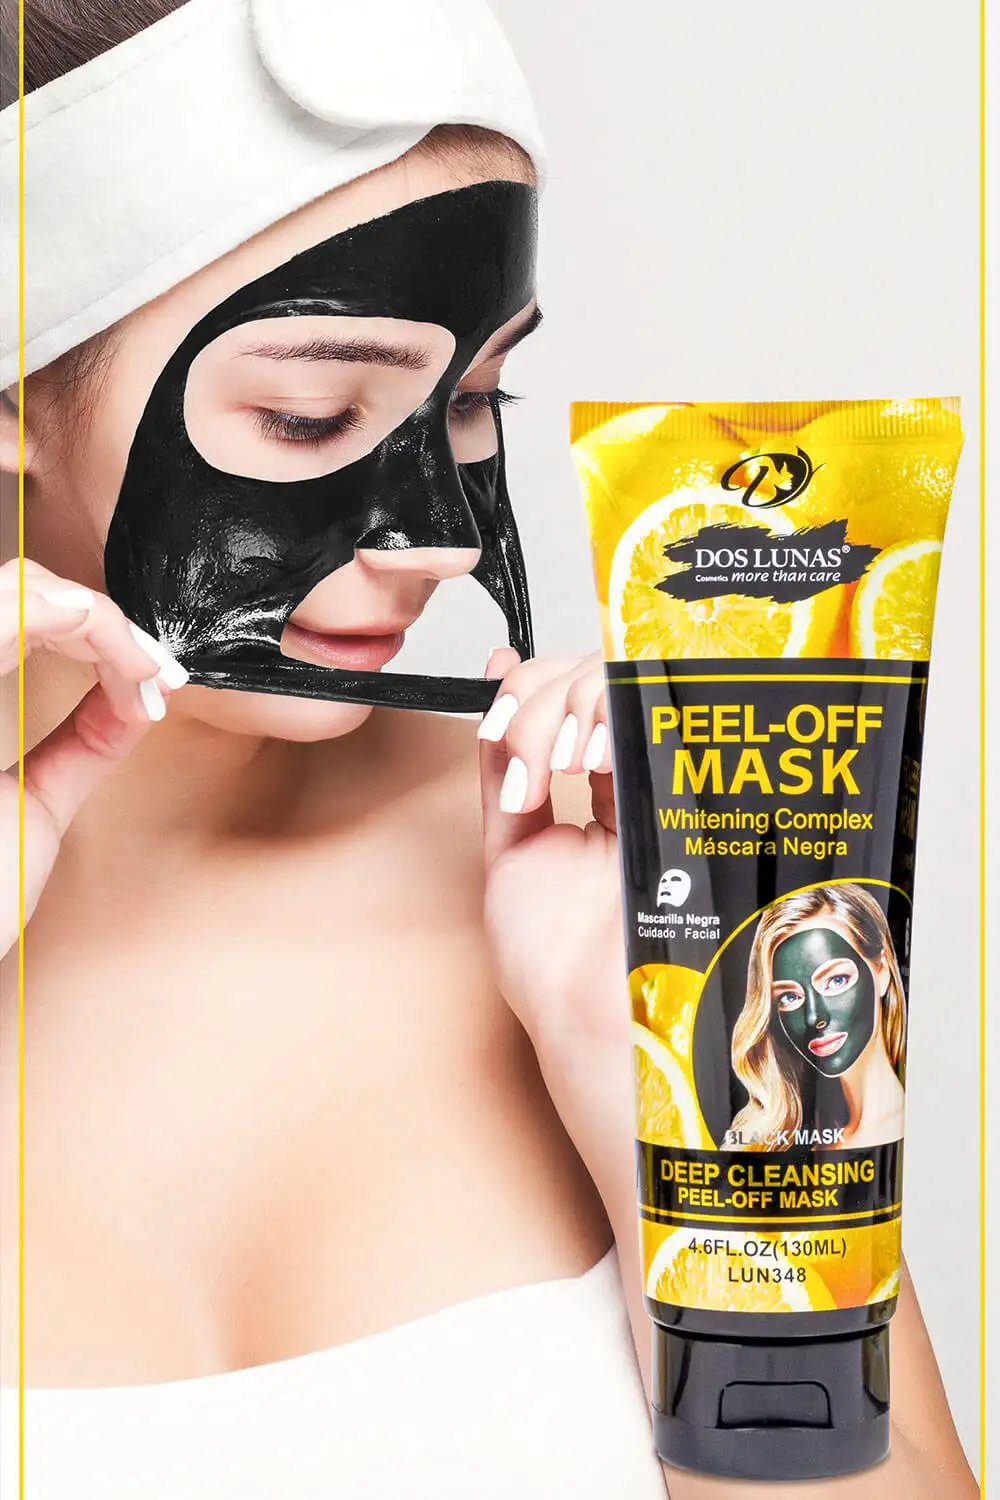 DOS LUNAS®
Cosmetics more than care
PEEL-OFF
MASK
Whitening Complex
Máscara Negra
Mascarilla Negra
Cuidado Facial
BLACK MASK
DEEP CLEANSING
PEEL-OFF MASK
4.6FL.OZ(130ML)
LUN348